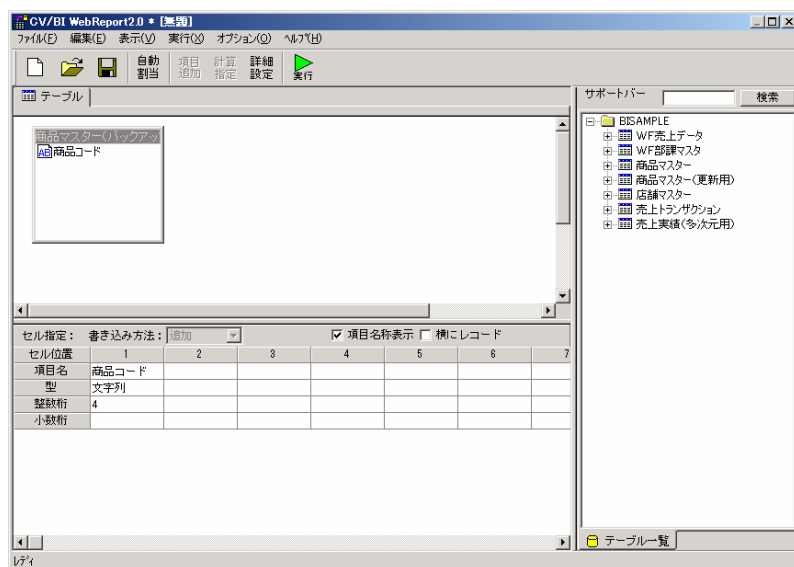 CV/BI WebReport2.0 * [無題]
ファイル(F) 編集(E) 表示(V) 実行(X) オプション(O) ヘルプ(H)
自動割当 項目追加 計算指定 詳細設定 実行
テーブル
商品マスター(バックアッ
AB 商品コード
セル指定: 書き込み方法: 追加 項目名称表示 横にレコード
セル位置 1 2 3 4 5 6 7
項目名 商品コード
型 文字列
整数桁 4
小数桁
サポートバー 検索
BISAMPLE
WF売上データ
WF部課マスタ
商品マスター
商品マスター(更新用)
店舗マスター
売上トランザクション
売上実績(多次元用)
テーブル一覧
レディ